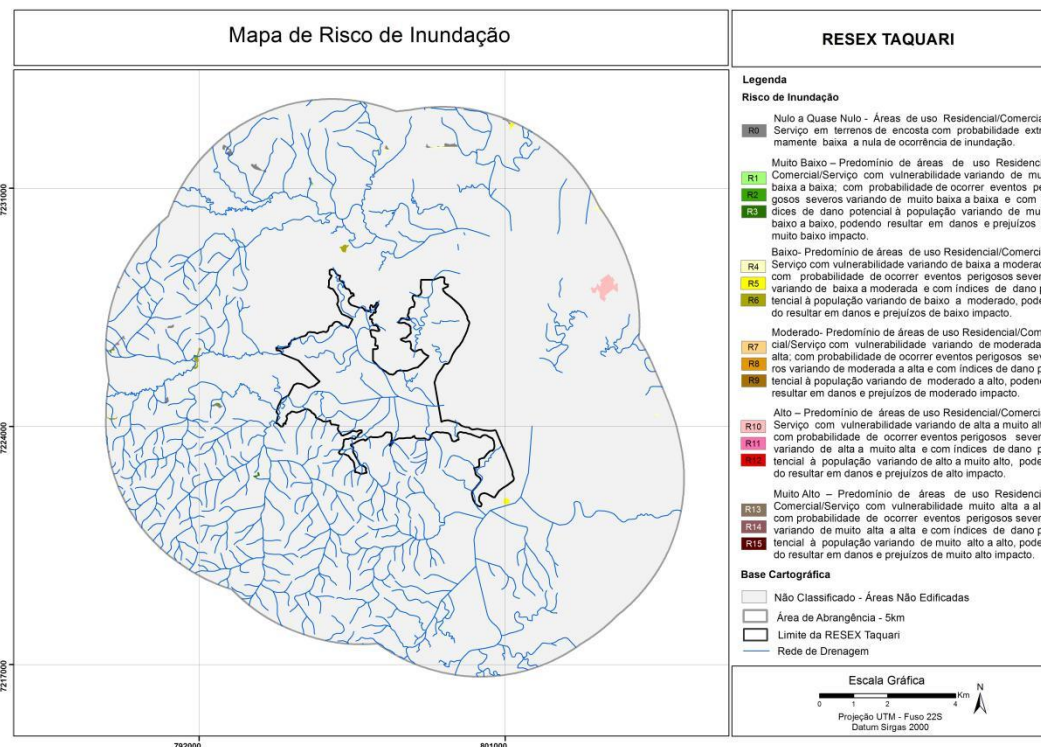 Mapa de Risco de Inundação
RESEX TAQUARI
7231000
7224000
7217000
792000
801000
Legenda
Risco de Inundação
Nulo a Quase Nulo - Áreas de uso Residencial/Comercia
R0 Serviço em terrenos de encosta com probabilidade extr
mamente baixa a nula de ocorrência de inundação.
Muito Baixo – Predomínio de áreas de uso Residenc
R1 Comercial/Serviço com vulnerabilidade variando de mu
R2 baixa a baixa; com probabilidade de ocorrer eventos pe
gosos severos variando de muito baixa a baixa e com
R3 dices de dano potencial à população variando de mu
baixo a baixo, podendo resultar em danos e prejuízos
muito baixo impacto.
Baixo- Predomínio de áreas de uso Residencial/Comerc
R4 Serviço com vulnerabilidade variando de baixa a moderad
com probabilidade de ocorrer eventos perigosos sever
R5 variando de baixa a moderada e com índices de dano p
R6 tencial à população variando de baixo a moderado, pode
do resultar em danos e prejuízos de baixo impacto.
Moderado- Predomínio de áreas de uso Residencial/Com
R7 cial/Serviço com vulnerabilidade variando de moderada
R8 alta; com probabilidade de ocorrer eventos perigosos sev
ros variando de moderada a alta e com índices de dano p
R9 tencial à população variando de moderado a alto, poden
resultar em danos e prejuízos de moderado impacto.
Alto – Predomínio de áreas de uso Residencial/Comerci
R10 Serviço com vulnerabilidade variando de alta a muito alt
com probabilidade de ocorrer eventos perigosos sever
R11 variando de alta a muito alta e com índices de dano p
R12 tencial à população variando de alto a muito alto, pode
do resultar em danos e prejuízos de alto impacto.
Muito Alto – Predomínio de áreas de uso Residenc
R13 Comercial/Serviço com vulnerabilidade muito alta a al
com probabilidade de ocorrer eventos perigosos sever
R14 variando de muito alta a alta e com índices de dano p
R15 tencial à população variando de muito alto a alto, pode
do resultar em danos e prejuízos de muito alto impacto.
Base Cartográfica
Não Classificado - Áreas Não Edificadas
Área de Abrangência - 5km
Limite da RESEX Taquari
Rede de Drenagem
Escala Gráfica
Km
N
0 1 2 4
Projeção UTM - Fuso 22S
Datum Sirgas 2000